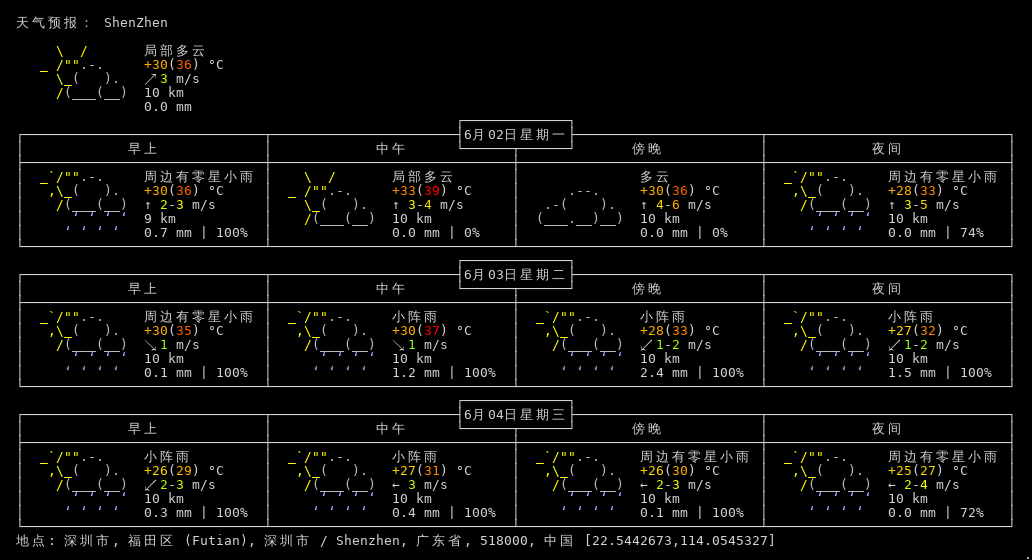 天气预报： ShenZhen
局部多云
+30(36) °C
↗3 m/s
10 km
0.0 mm
6月02日星期一
早上 中午 傍晚 夜间
周边有零星小雨 局部多云 多云 周边有零星小雨
+30(36) °C +33(39) °C +30(36) °C +28(33) °C
↑ 2-3 m/s ↑ 3-4 m/s ↑ 4-6 m/s ↑ 3-5 m/s
9 km 10 km 10 km 10 km
0.7 mm | 100% 0.0 mm | 0% 0.0 mm | 0% 0.0 mm | 74%
6月03日星期二
早上 中午 傍晚 夜间
周边有零星小雨 小阵雨 小阵雨 小阵雨
+30(35) °C +30(37) °C +28(33) °C +27(32) °C
↘1 m/s ↘1 m/s ↙1-2 m/s ↙1-2 m/s
10 km 10 km 10 km 10 km
0.1 mm | 100% 1.2 mm | 100% 2.4 mm | 100% 1.5 mm | 100%
6月04日星期三
早上 中午 傍晚 夜间
小阵雨 小阵雨 周边有零星小雨 周边有零星小雨
+26(29) °C +27(31) °C +26(30) °C +25(27) °C
↙2-3 m/s ← 3 m/s ← 2-3 m/s ← 2-4 m/s
10 km 10 km 10 km 10 km
0.3 mm | 100% 0.4 mm | 100% 0.1 mm | 100% 0.0 mm | 72%
地点: 深圳市, 福田区 (Futian), 深圳市 / Shenzhen, 广东省, 518000, 中国 [22.5442673,114.0545327]